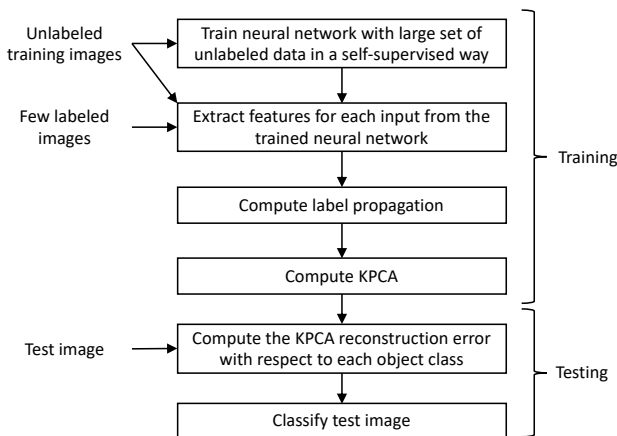 Unlabeled
training images
Train neural network with large set of
unlabeled data in a self-supervised way
Few labeled
images
Extract features for each input from the
trained neural network
Training
Compute label propagation
Compute KPCA
Test image
Compute the KPCA reconstruction error
with respect to each object class
Testing
Classify test image